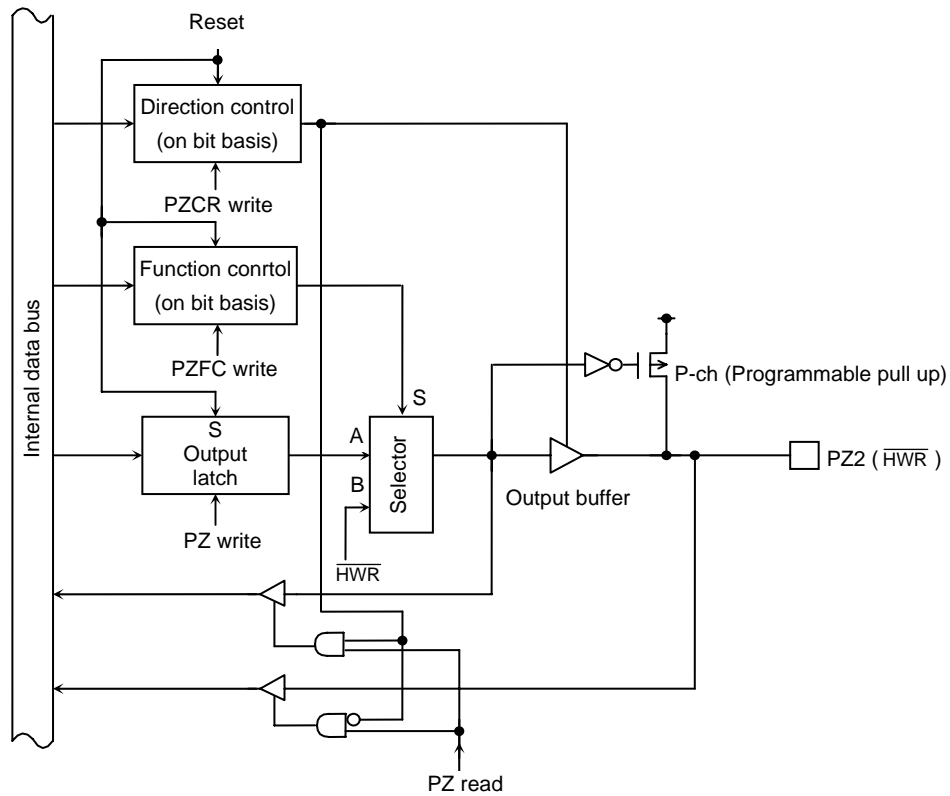 Reset
Direction control
(on bit basis)
PZCR write
Function conrtol
(on bit basis)
PZFC write
Internal data bus
P-ch (Programmable pull up)
S
S
Output
latch
A
B
Selector
PZ2 (HWR)
Output buffer
PZ write
HWR
PZ read